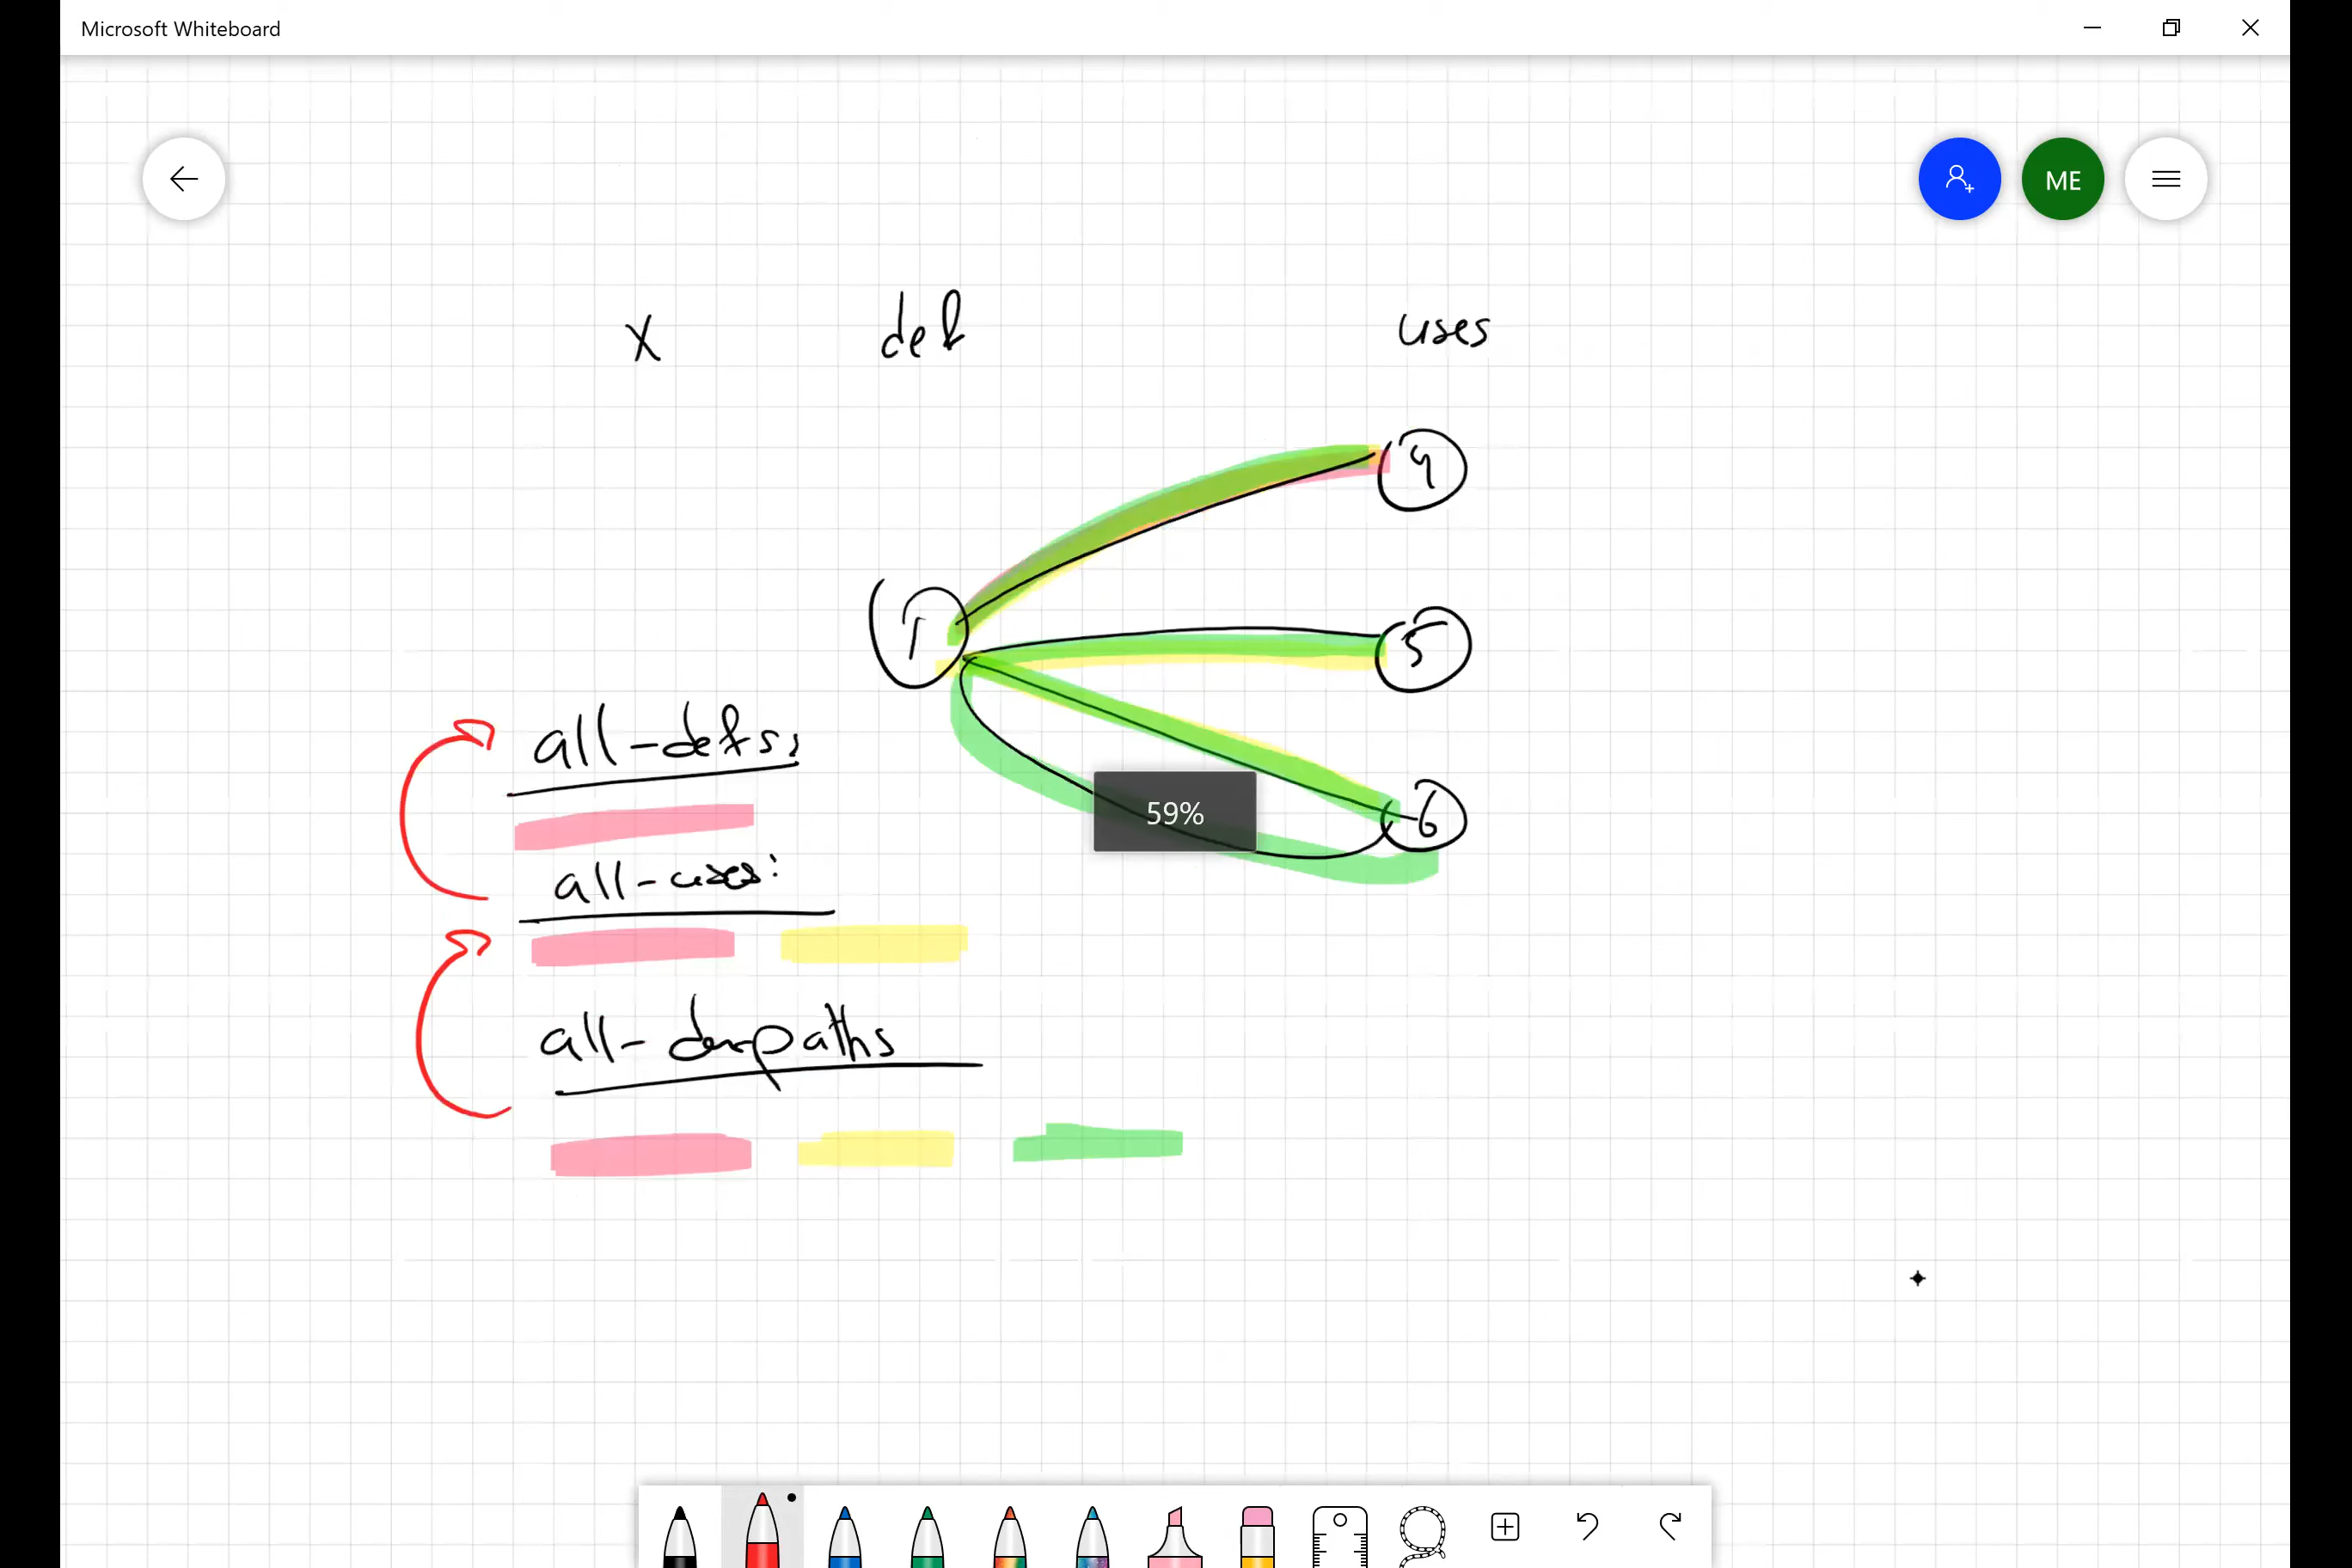 Microsoft Whiteboard
ME
X def uses
4
1
5
all-defs:
59%
6
all-uses:
all-dupaths